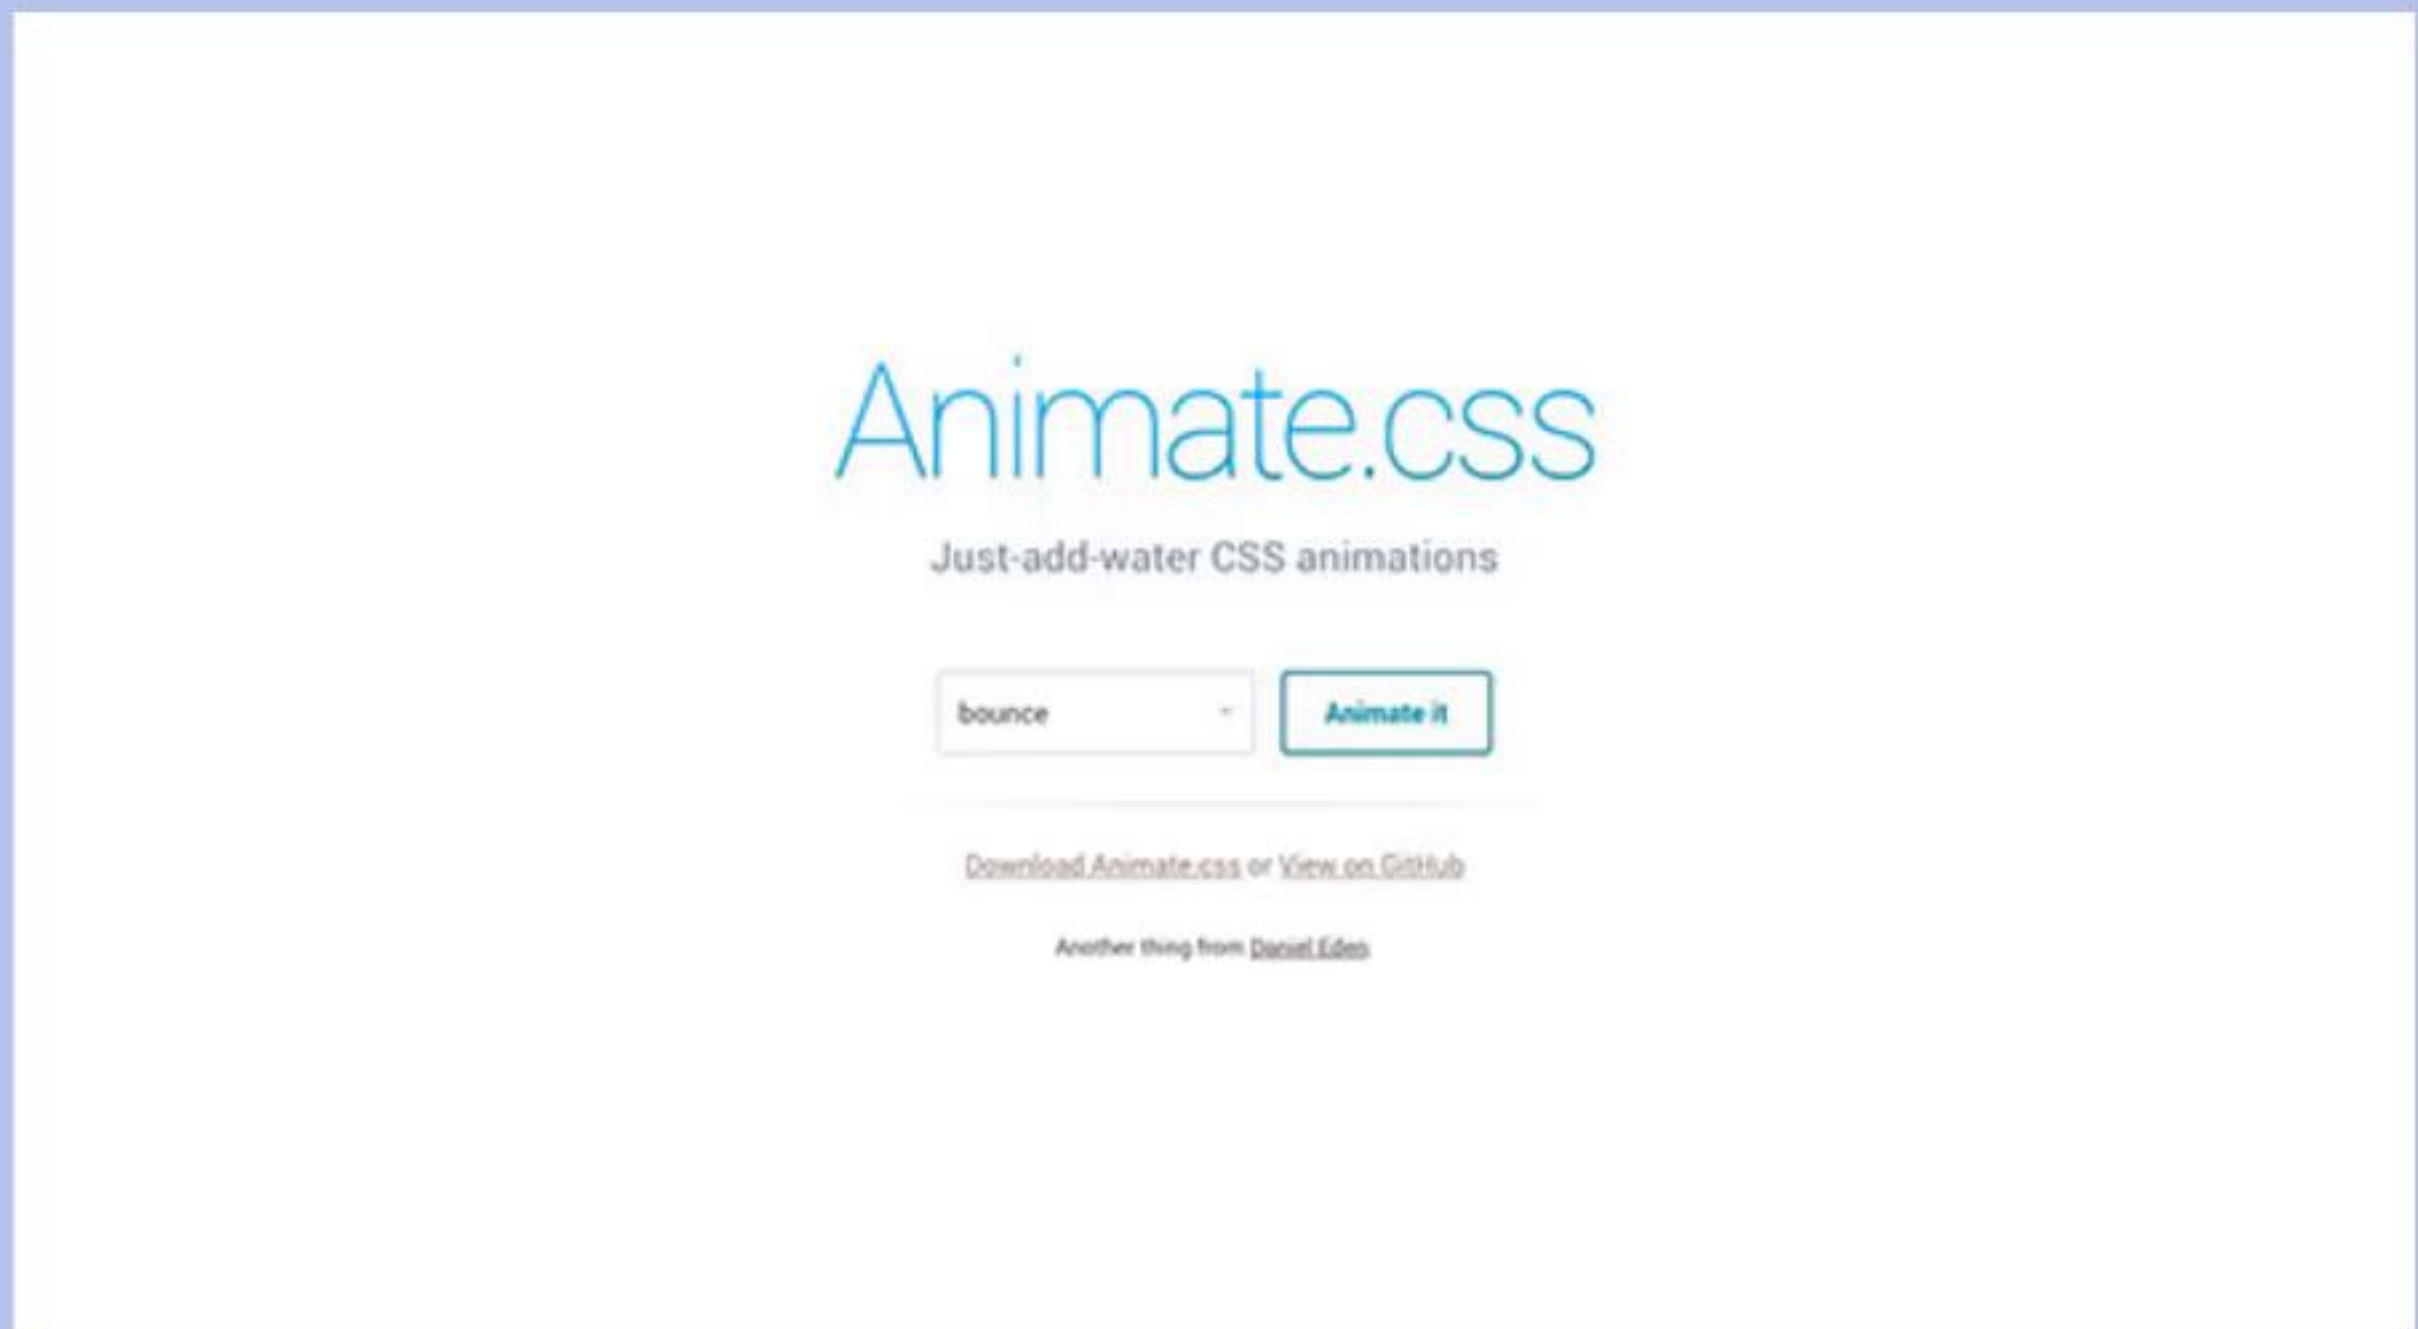 Animate.css
Just-add-water CSS animations
bounce
Animate it
Download Animate.css or View on GitHub
Another thing from Daniel Eden